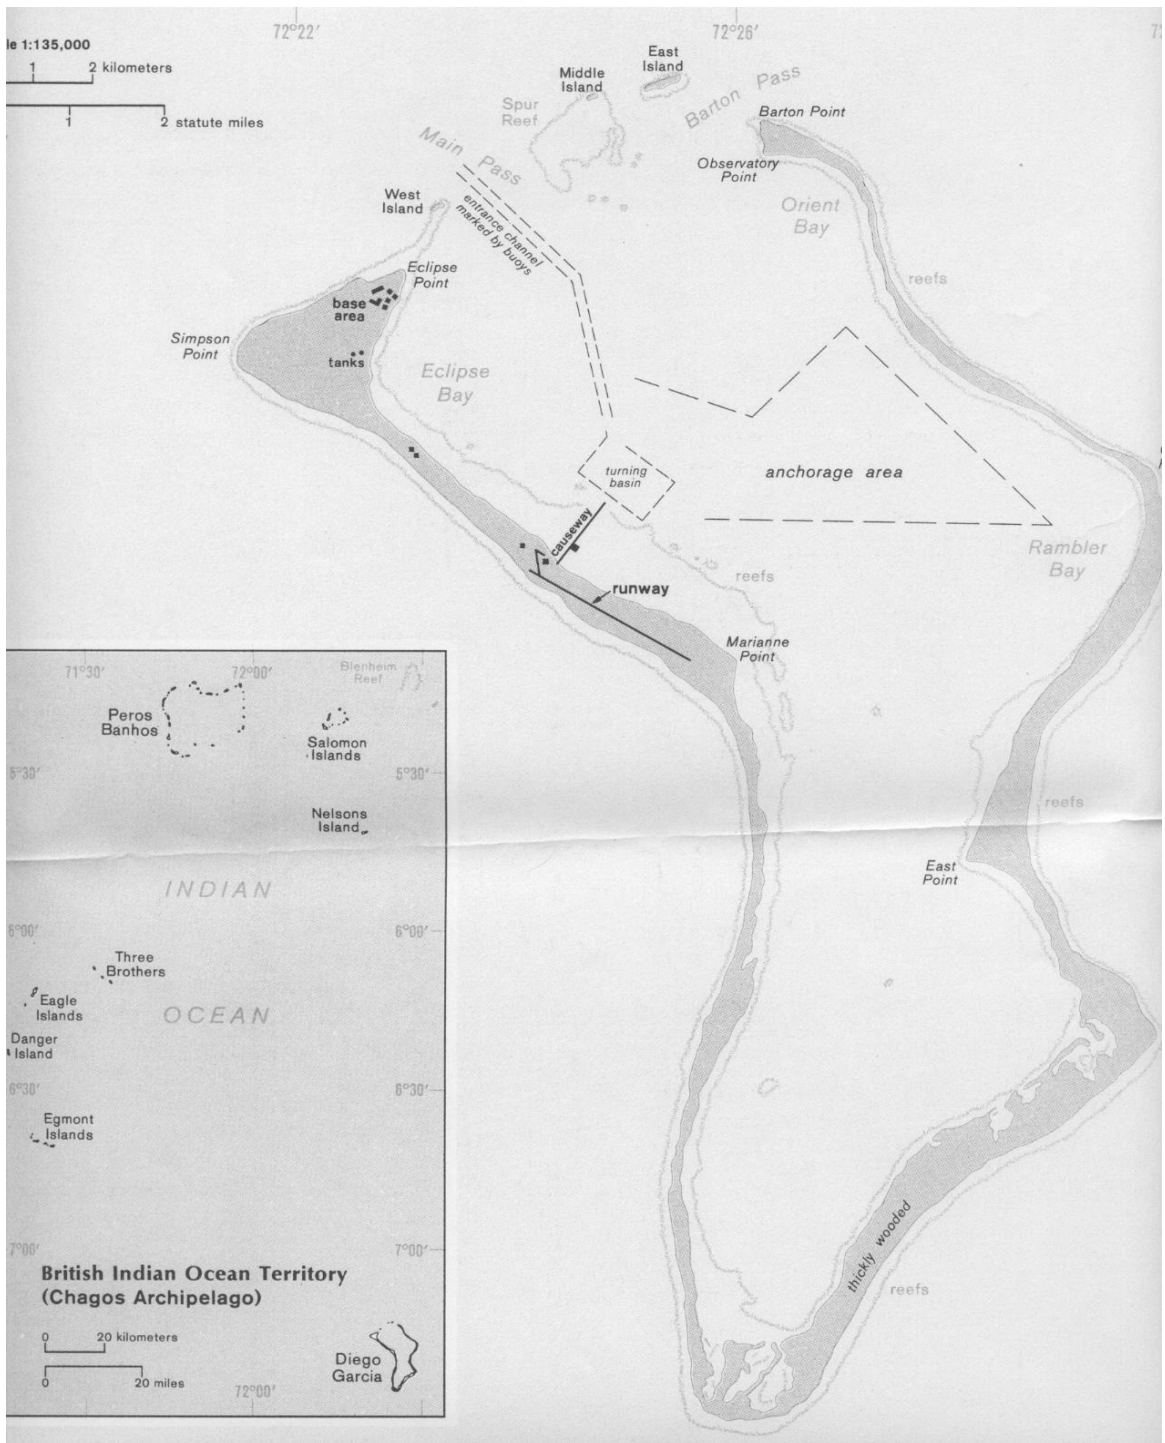 72°22'
72°26'
72
le 1:135,000
1
2 kilometers
1
2 statute miles
East
Island
Middle
Island
Barton Pass
Spur
Reef
Barton Point
Main Pass
Observatory
Point
West
Island
entrance channel
marked by buoys
Orient
Bay
Eclipse
Point
reefs
base
area
Simpson
Point
tanks
Eclipse
Bay
turning
basin
anchorage area
causeway
Rambler
Bay
reefs
runway
Marianne
Point
71°30'
72°00'
Blenheim
Reef
Peros
Banhos
Salomon
Islands
5°30'
5°30'
Nelsons
Island
reefs
East
Point
INDIAN
6°00'
6°00'
Three
Brothers
Eagle
Islands
OCEAN
Danger
Island
6°30'
6°30'
Egmont
Islands
thickly wooded
7°00'
7°00'
British Indian Ocean Territory
(Chagos Archipelago)
reefs
0
20 kilometers
0
20 miles
Diego
Garcia
72°00'